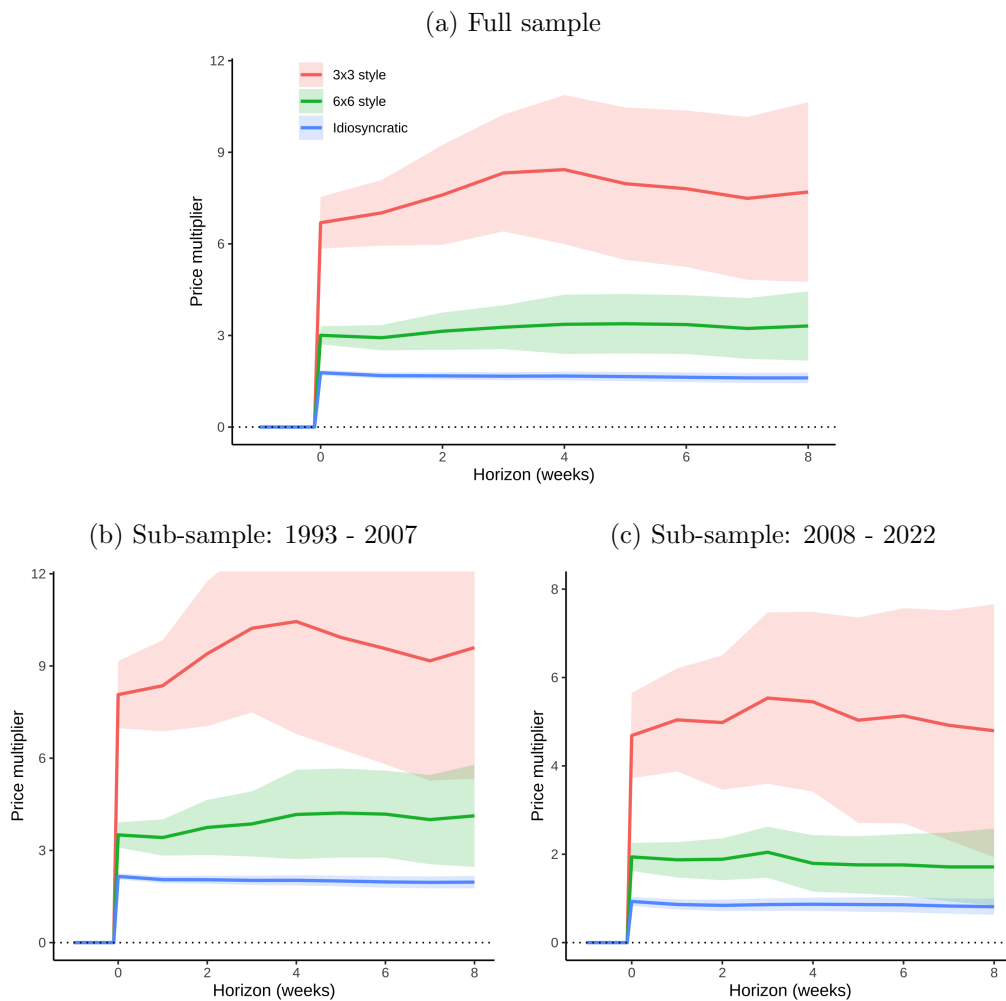 (a) Full sample
12
9
6
3
0
Price multiplier
3x3 style
6x6 style
Idiosyncratic
0 2 4 6 8
Horizon (weeks)
(b) Sub-sample: 1993 - 2007
12
9
6
3
0
Price multiplier
0 2 4 6 8
Horizon (weeks)
(c) Sub-sample: 2008 - 2022
8
6
4
2
0
Price multiplier
0 2 4 6 8
Horizon (weeks)